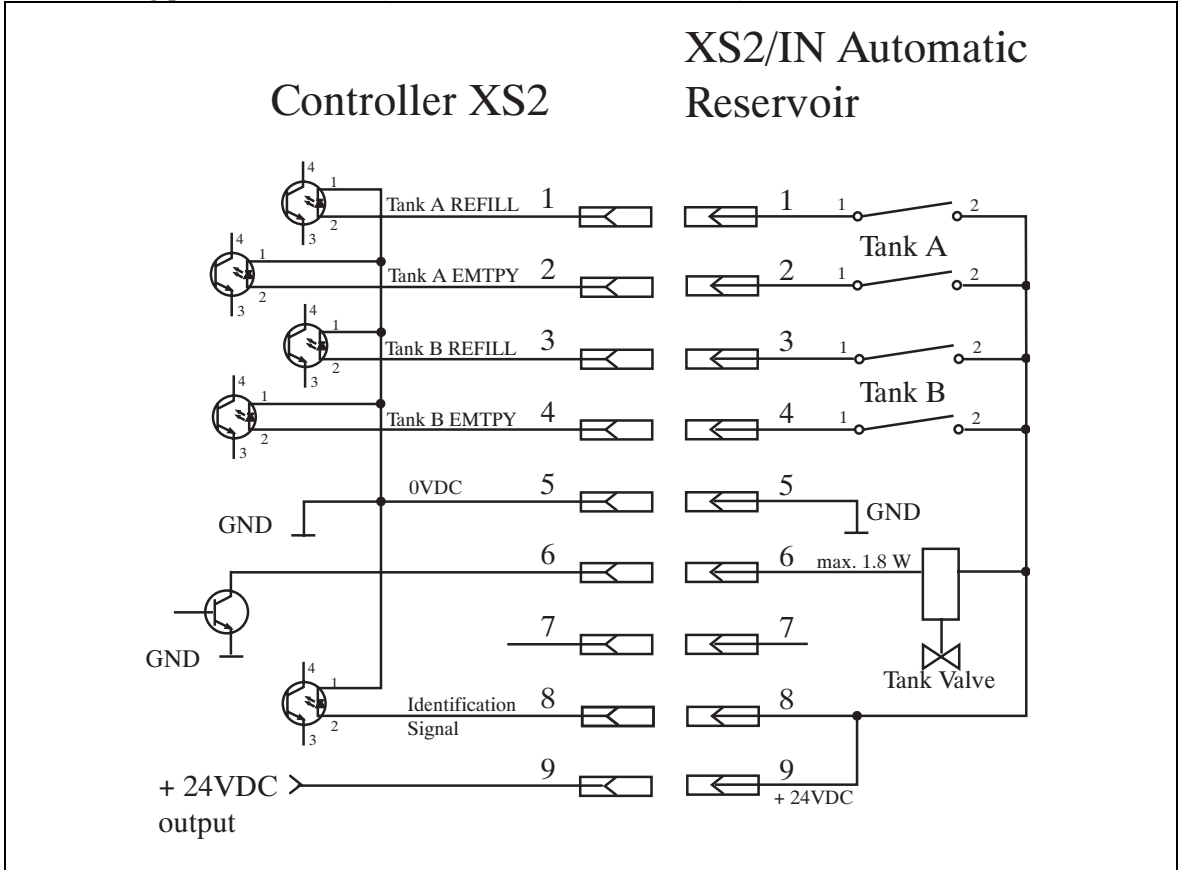 XS2/IN Automatic
Reservoir
Controller XS2
4
1
2
3
Tank A REFILL 1
1
1 2
Tank A
4
1
2
3
Tank A EMTPY 2
2
1 2
4
1
2
3
Tank B REFILL 3
3
1 2
Tank B
4
1
2
3
Tank B EMTPY 4
4
1 2
0VDC 5
5
GND
GND
6
6
max. 1.8 W
7
7
GND
Tank Valve
4
1
2
3
Identification
Signal
8
8
9
9
+ 24VDC
output
+ 24VDC